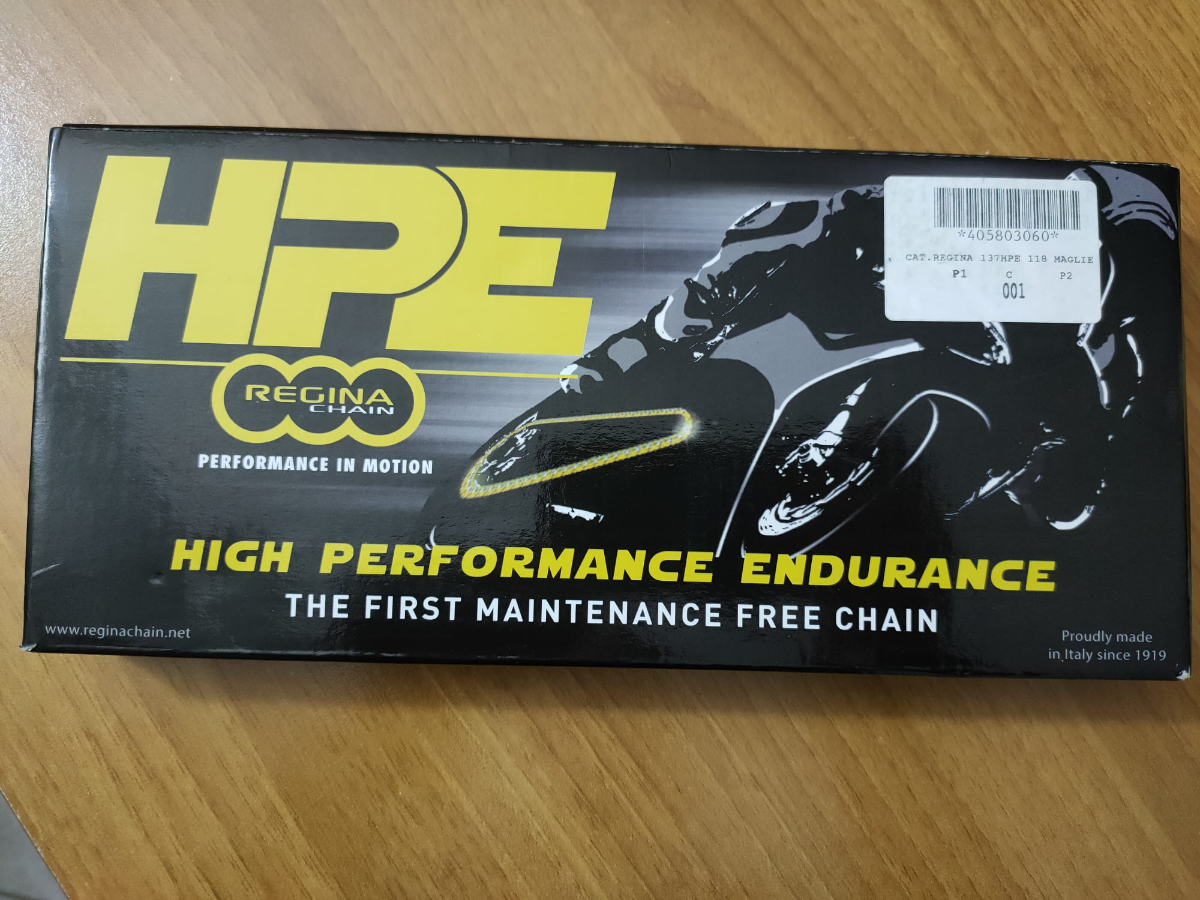 HPE
REGINA
CHAIN
PERFORMANCE IN MOTION
*405803060*
CAT.REGINA 137HPE 118 MAGLIE
P1 C P2
001
HIGH PERFORMANCE ENDURANCE
THE FIRST MAINTENANCE FREE CHAIN
www.reginachain.net
Proudly made
in Italy since 1919